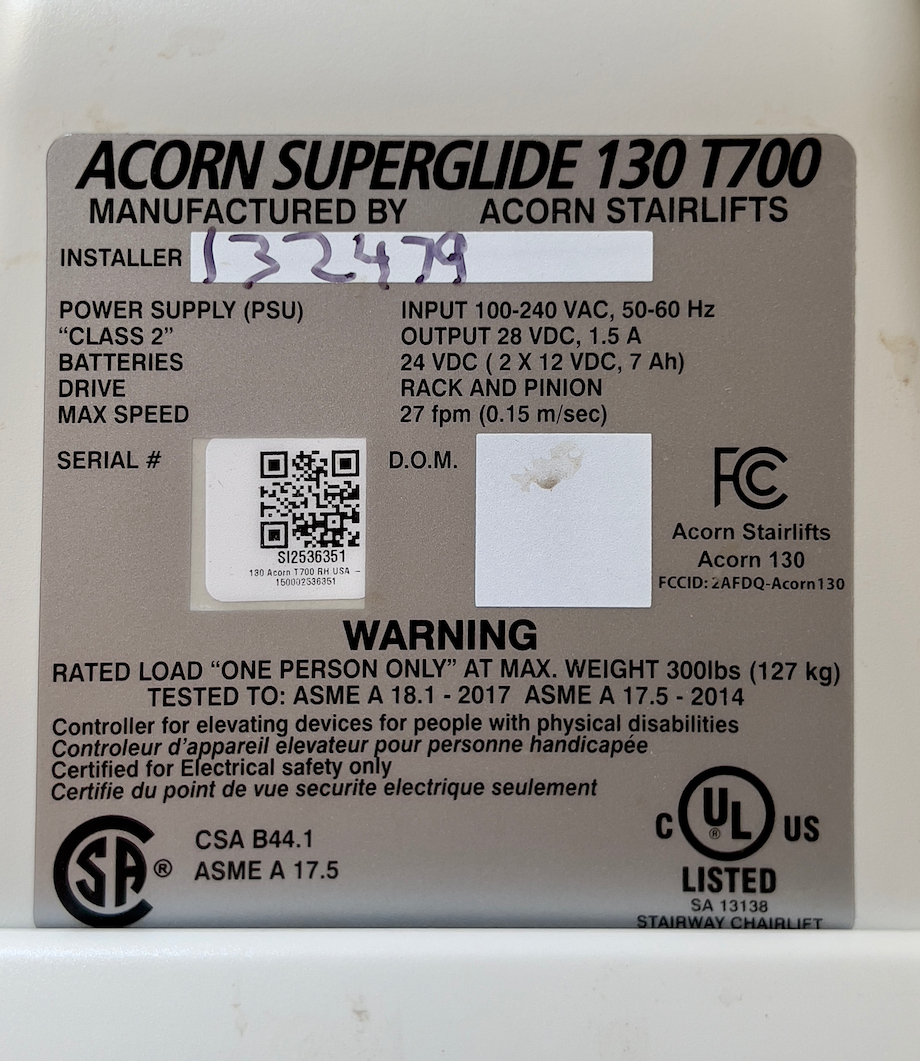 ACORN SUPERGLIDE 130 T700
MANUFACTURED BY ACORN STAIRLIFTS
INSTALLER 132479
POWER SUPPLY (PSU) INPUT 100-240 VAC, 50-60 Hz
“CLASS 2” OUTPUT 28 VDC, 1.5 A
BATTERIES 24 VDC ( 2 X 12 VDC, 7 Ah)
DRIVE RACK AND PINION
MAX SPEED 27 fpm (0.15 m/sec)
SERIAL # D.O.M.
SI2536351
130 Acorn T700 RH USA –
150002536351
FC
Acorn Stairlifts
Acorn 130
FCCID: 2AFDQ-Acorn130
WARNING
RATED LOAD “ONE PERSON ONLY” AT MAX. WEIGHT 300lbs (127 kg)
TESTED TO: ASME A 18.1 - 2017 ASME A 17.5 - 2014
Controller for elevating devices for people with physical disabilities
Controleur d’appareil elevateur pour personne handicapée
Certified for Electrical safety only
Certifie du point de vue securite electrique seulement
SA ®
CSA B44.1
ASME A 17.5
C UL ® US
LISTED
SA 13138
STAIRWAY CHAIRLIFT